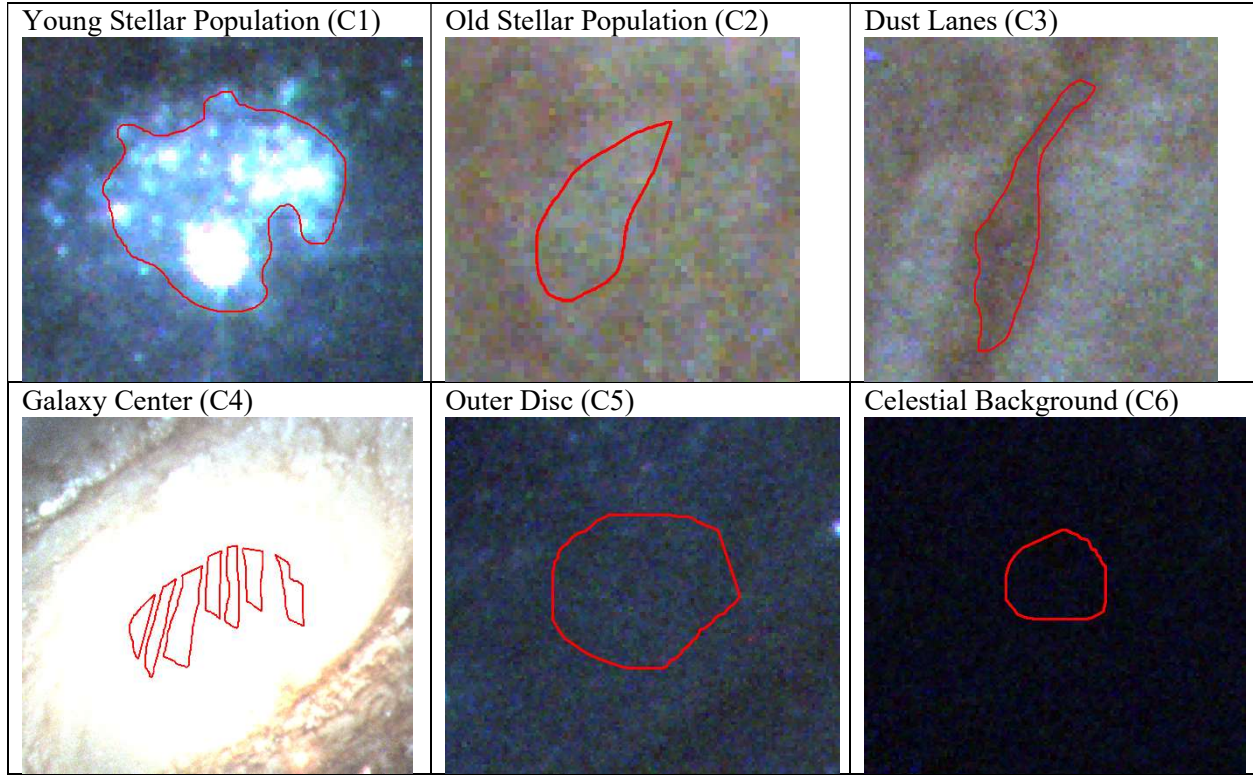 Young Stellar Population (C1)
Old Stellar Population (C2)
Dust Lanes (C3)
Galaxy Center (C4)
Outer Disc (C5)
Celestial Background (C6)